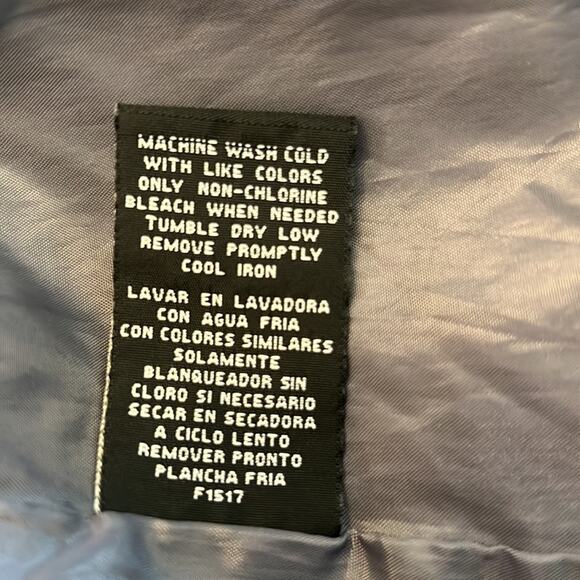 MACHINE WASH COLD
WITH LIKE COLORS
ONLY NON-CHLORINE
BLEACH WHEN NEEDED
TUMBLE DRY LOW
REMOVE PROMPTLY
COOL IRON
LAVAR EN LAVADORA
CON AGUA FRIA
CON COLORES SIMILARES
SOLAMENTE
BLANQUEADOR SIN
CLORO SI NECESARIO
SECAR EN SECADORA
A CICLO LENTO
REMOVER PRONTO
PLANCHA FRIA
F1517